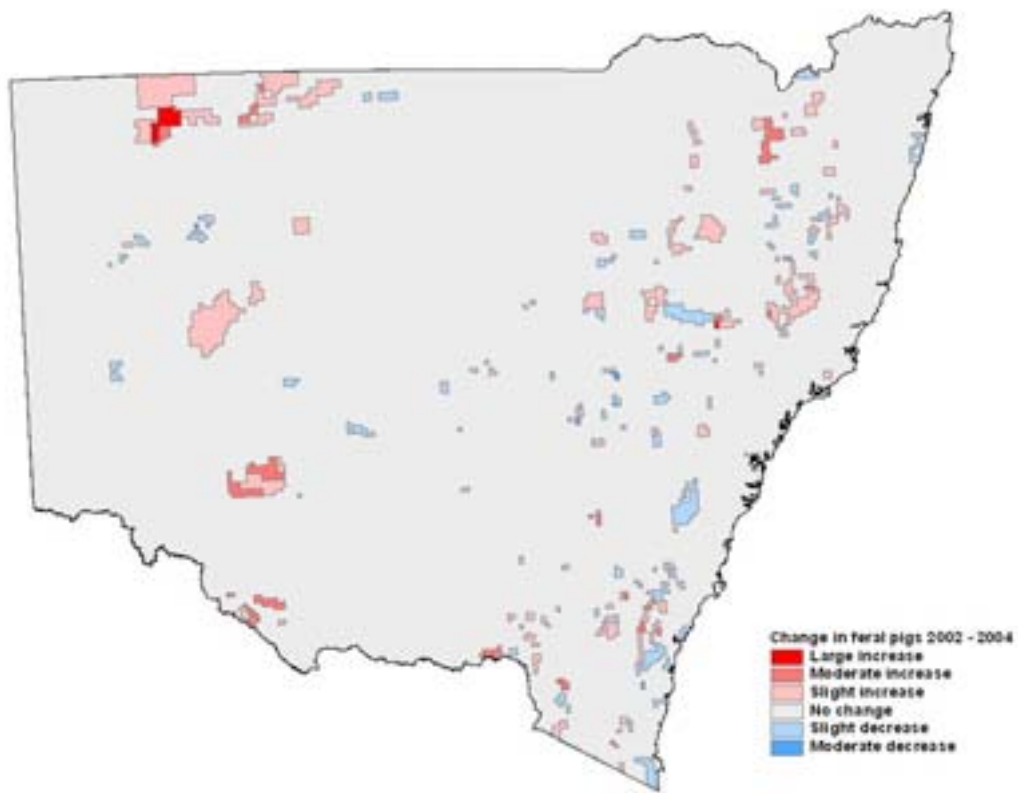 Change in feral pigs 2002 - 2004
Large increase
Moderate increase
Slight increase
No change
Slight decrease
Moderate decrease